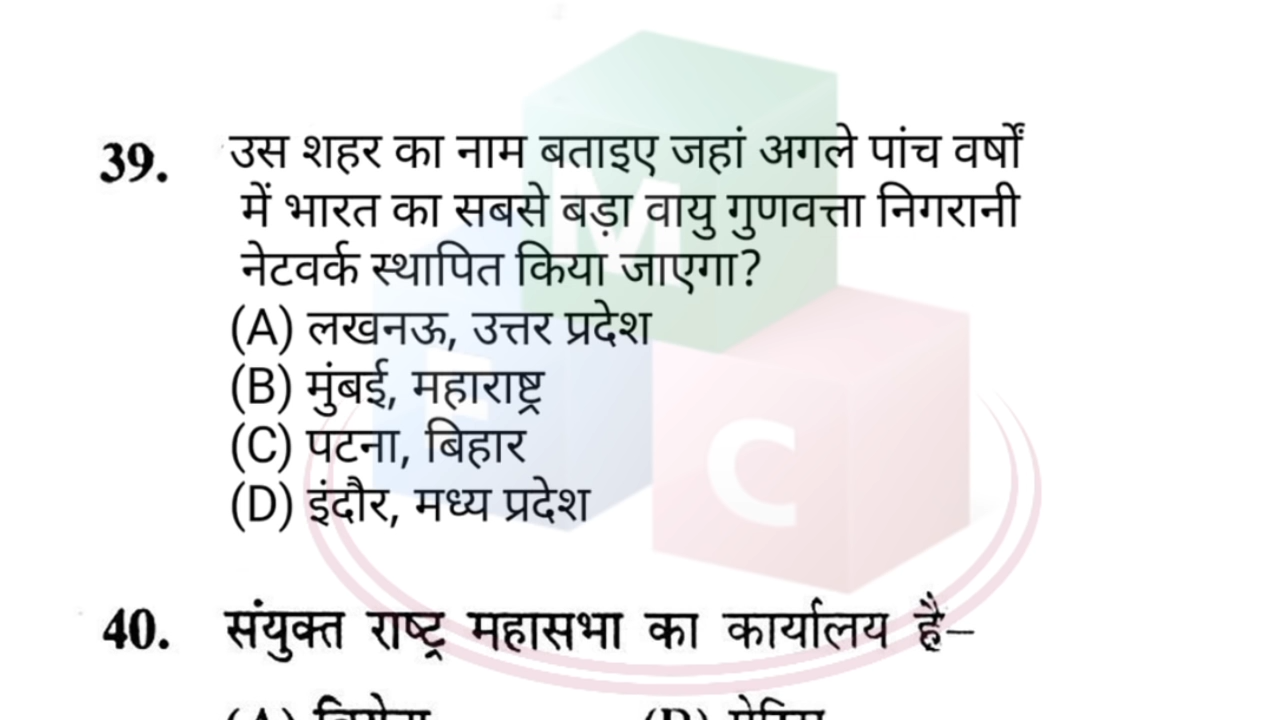 39. उस शहर का नाम बताइए जहां अगले पांच वर्षों
में भारत का सबसे बड़ा वायु गुणवत्ता निगरानी
नेटवर्क स्थापित किया जाएगा?
(A) लखनऊ, उत्तर प्रदेश
(B) मुंबई, महाराष्ट्र
(C) पटना, बिहार
(D) इंदौर, मध्य प्रदेश
40. संयुक्त राष्ट्र महासभा का कार्यालय है–
M
C